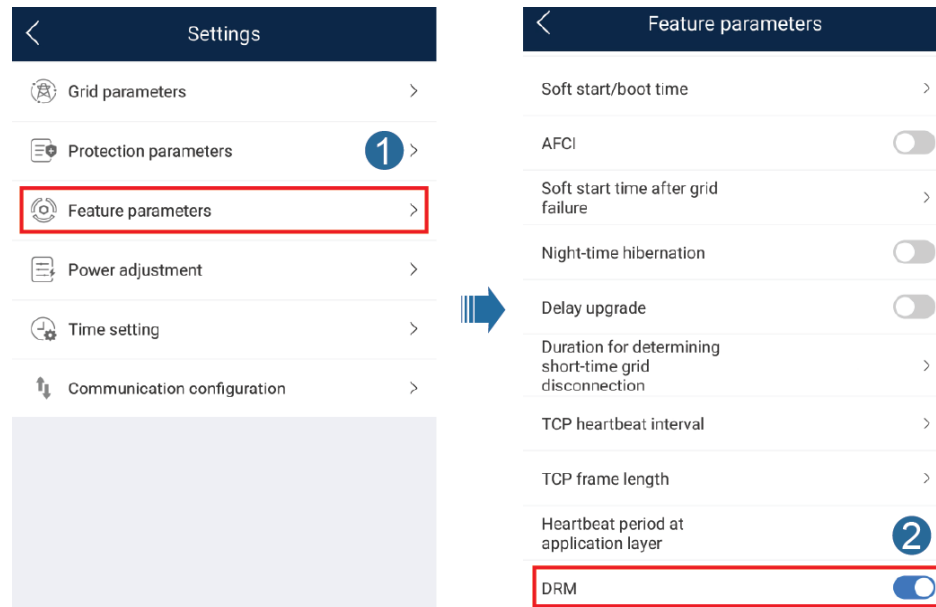 Settings
Grid parameters
Protection parameters
1
Feature parameters
Power adjustment
Time setting
Communication configuration
Feature parameters
Soft start/boot time
AFCI
Soft start time after grid
failure
Night-time hibernation
Delay upgrade
Duration for determining
short-time grid
disconnection
TCP heartbeat interval
TCP frame length
Heartbeat period at
application layer
2
DRM